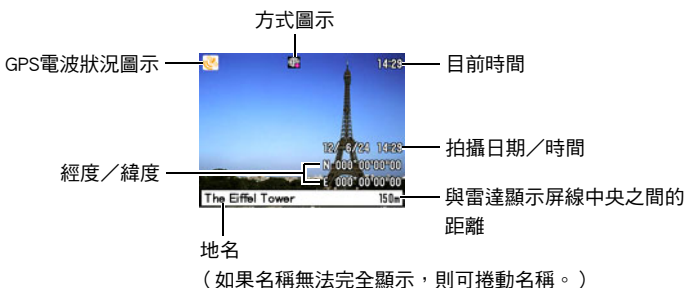 方式圖示
GPS電波狀況圖示
14:29
目前時間
12/ 6/24 14:29
拍攝日期／時間
經度／緯度
N 000°00'00"00
E 000°00'00"00
The Eiffel Tower
150m
與雷達顯示屏線中央之間的
距離
地名
（如果名稱無法完全顯示，則可捲動名稱。）